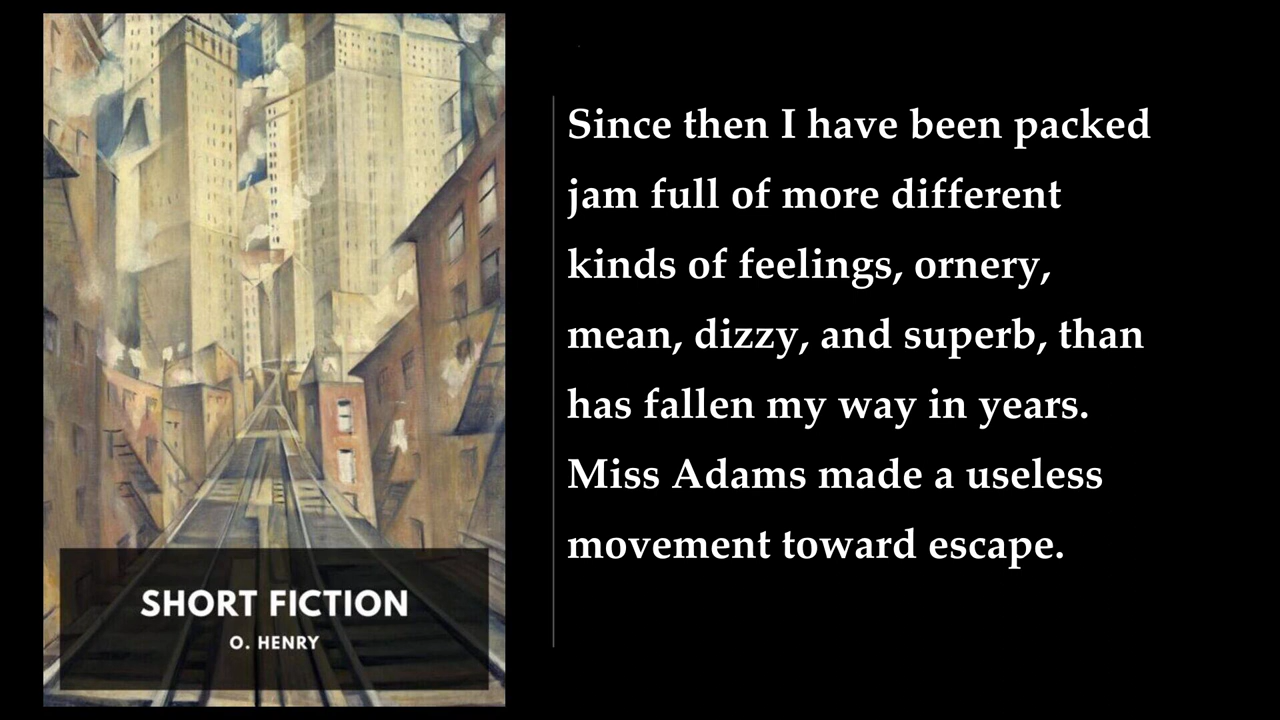 SHORT FICTION
O. HENRY
Since then I have been packed
jam full of more different
kinds of feelings, ornery,
mean, dizzy, and superb, than
has fallen my way in years.
Miss Adams made a useless
movement toward escape.